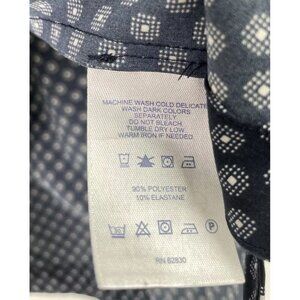 MACHINE WASH COLD DELICATE
WASH DARK COLORS
SEPARATELY
DO NOT BLEACH
TUMBLE DRY LOW
WARM IRON IF NEEDED
90% POLYESTER
10% ELASTANE
P
RN 62830